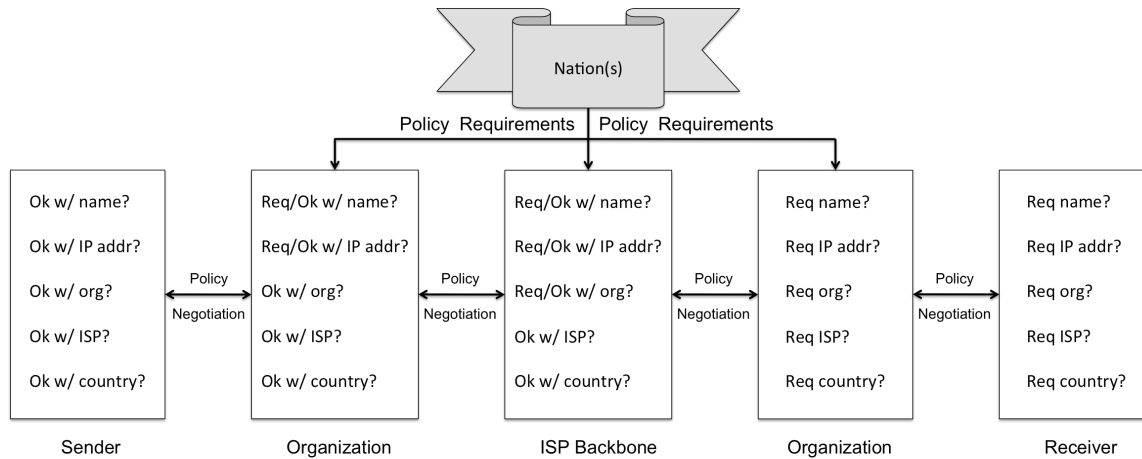 Nation(s)
Policy Requirements
Policy Requirements
Ok w/ name?
Ok w/ IP addr?
Ok w/ org?
Ok w/ ISP?
Ok w/ country?
Sender
Policy
Negotiation
Req/Ok w/ name?
Req/Ok w/ IP addr?
Ok w/ org?
Ok w/ ISP?
Ok w/ country?
Organization
Policy
Negotiation
Req/Ok w/ name?
Req/Ok w/ IP addr?
Req/Ok w/ org?
Ok w/ ISP?
Ok w/ country?
ISP Backbone
Policy
Negotiation
Req name?
Req IP addr?
Req org?
Req ISP?
Req country?
Organization
Policy
Negotiation
Req name?
Req IP addr?
Req org?
Req ISP?
Req country?
Receiver